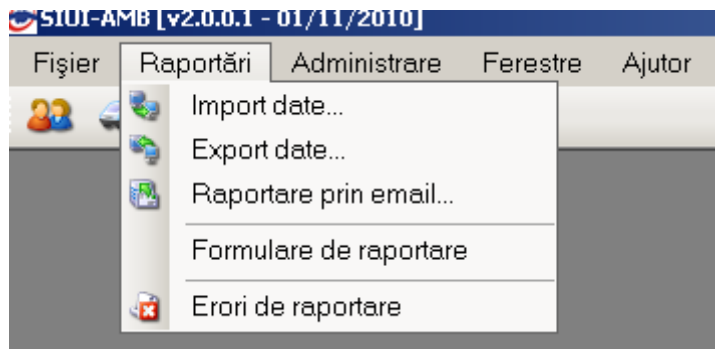 SIUI-AMB [v2.0.0.1 - 01/11/2010]
Fişier Raportări Administrare Ferestre Ajutor
Import date...
Export date...
Raportare prin email...
Formulare de raportare
Erori de raportare